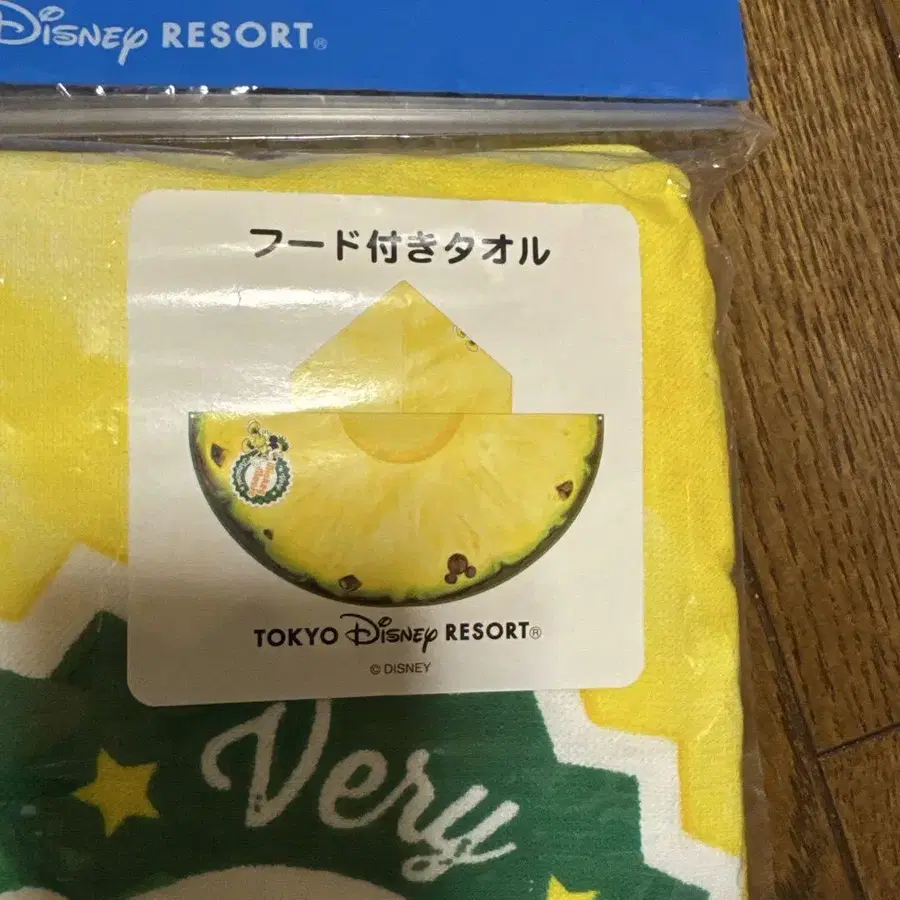 Disney RESORT®
フード付きタオル
TOKYO Disney RESORT®
© DISNEY
Very